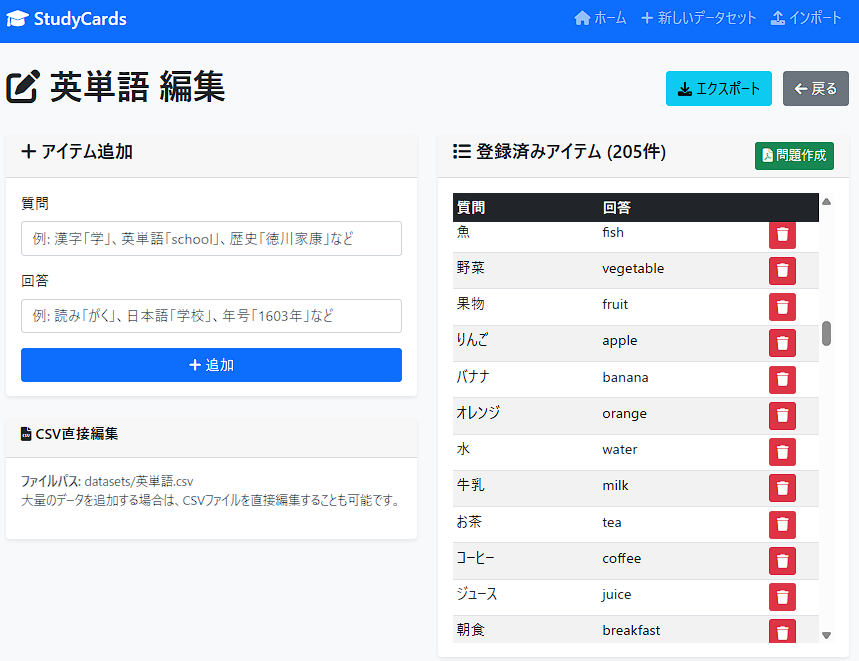 StudyCards
ホーム
新しいデータセット
インポート
英単語 編集
エクスポート
戻る
アイテム追加
質問
例: 漢字「学」、英単語「school」、歴史「徳川家康」など
回答
例: 読み「がく」、日本語「学校」、年号「1603年」など
追加
CSV直接編集
ファイルパス: datasets/英単語.csv
大量のデータを追加する場合は、CSVファイルを直接編集することも可能です。
登録済みアイテム (205件)
問題作成
質問 回答
魚 fish
野菜 vegetable
果物 fruit
りんご apple
バナナ banana
オレンジ orange
水 water
牛乳 milk
お茶 tea
コーヒー coffee
ジュース juice
朝食 breakfast